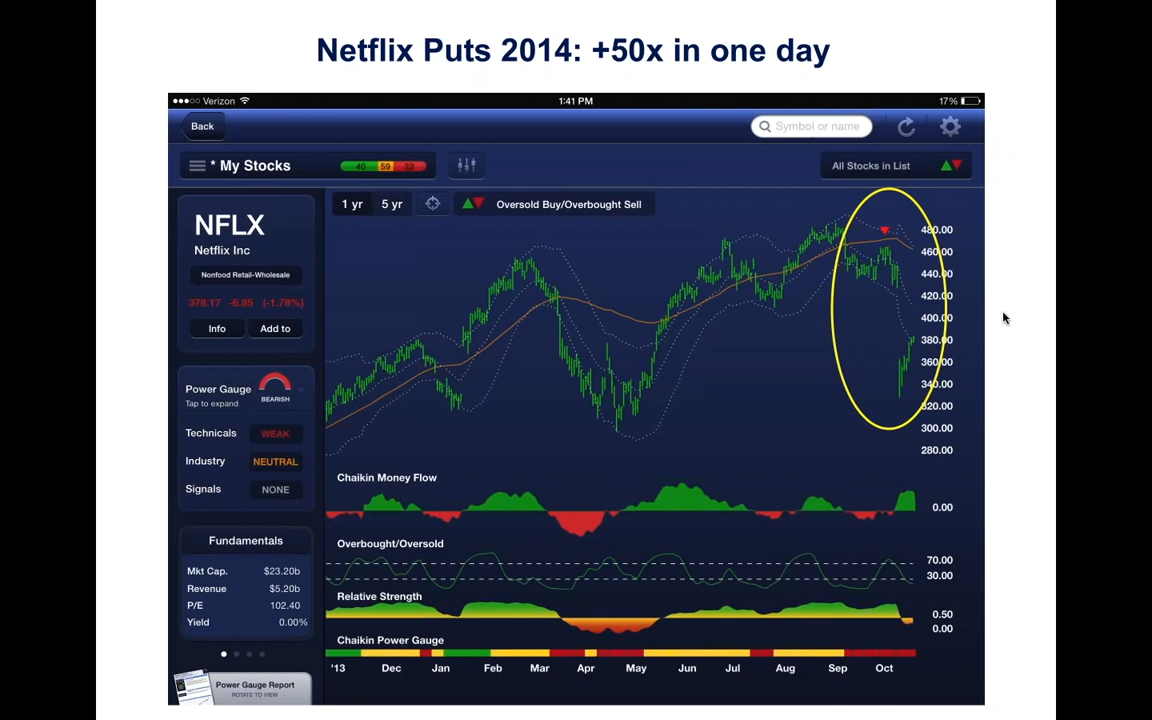 Netflix Puts 2014: +50x in one day
Verizon 1:41 PM 17%
Back Symbol or name
* My Stocks 40 59 52 All Stocks in List
1 yr 5 yr Oversold Buy/Overbought Sell
NFLX
Netflix Inc
Nonfood Retail-Wholesale
378.17 -6.85 (-1.78%)
Info Add to
Power Gauge
Tap to expand
BEARISH
Technicals WEAK
Industry NEUTRAL
Signals NONE
Fundamentals
Mkt Cap. $23.20b
Revenue $5.20b
P/E 102.40
Yield 0.00%
Power Gauge Report
ROTATE TO VIEW
480.00
460.00
440.00
420.00
400.00
380.00
360.00
340.00
320.00
300.00
280.00
Chaikin Money Flow
0.00
Overbought/Oversold
70.00
30.00
Relative Strength
0.50
0.00
Chaikin Power Gauge
'13 Dec Jan Feb Mar Apr May Jun Jul Aug Sep Oct